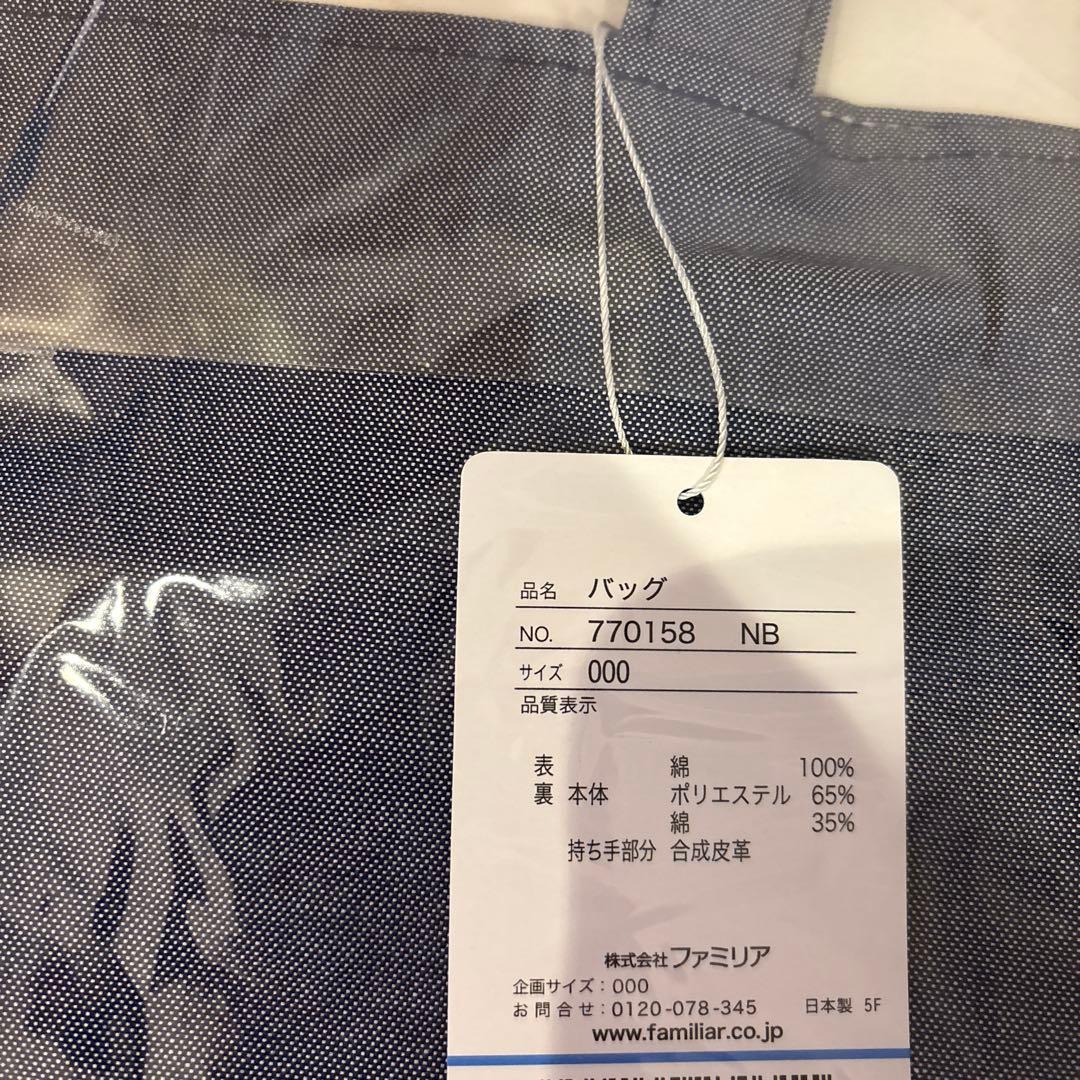 品名 バッグ
NO. 770158 NB
サイズ 000
品質表示
表 綿 100%
裏 本体 ポリエステル 65%
綿 35%
持ち手部分 合成皮革
株式会社ファミリア
企画サイズ：000
お問合せ：0120-078-345 日本製 5F
www.familiar.co.jp